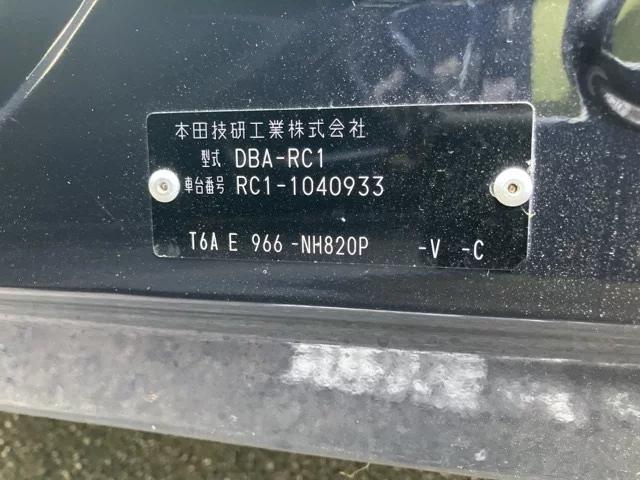 本田技研工業株式会社
型式 DBA-RC1
車台番号 RC1-1040933
T6A E 966 -NH820P -V -C